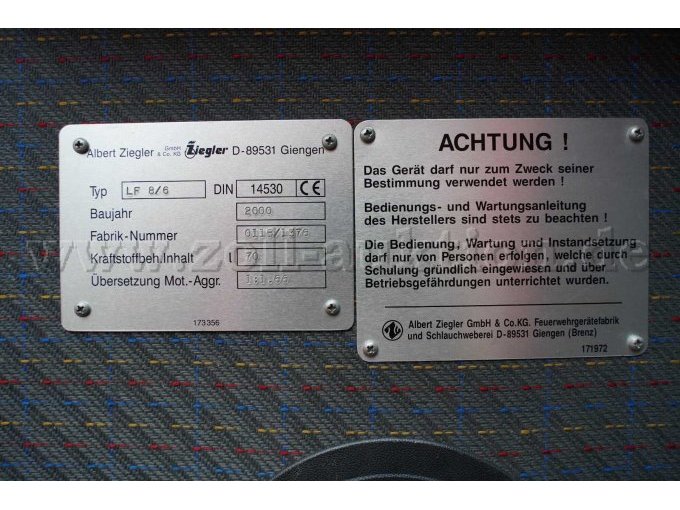 Albert Ziegler GmbH & Co. KG Ziegler D-89531 Giengen
Typ LF 8/6 DIN 14530 CE
Baujahr 2000
Fabrik-Nummer
Kraftstoffbeh.Inhalt l 70
Übersetzung Mot.-Aggr.
173356
ACHTUNG !
Das Gerät darf nur zum Zweck seiner
Bestimmung verwendet werden !
Bedienungs- und Wartungsanleitung
des Herstellers sind stets zu beachten !
Die Bedienung, Wartung und Instandsetzung
darf nur von Personen erfolgen, welche durch
Schulung gründlich eingewiesen und über
Betriebsgefährdungen unterrichtet wurden.
Albert Ziegler GmbH & Co.KG. Feuerwehrgerätefabrik
und Schlauchweberei D-89531 Giengen (Brenz)
171972
www.zoll-auktion.de